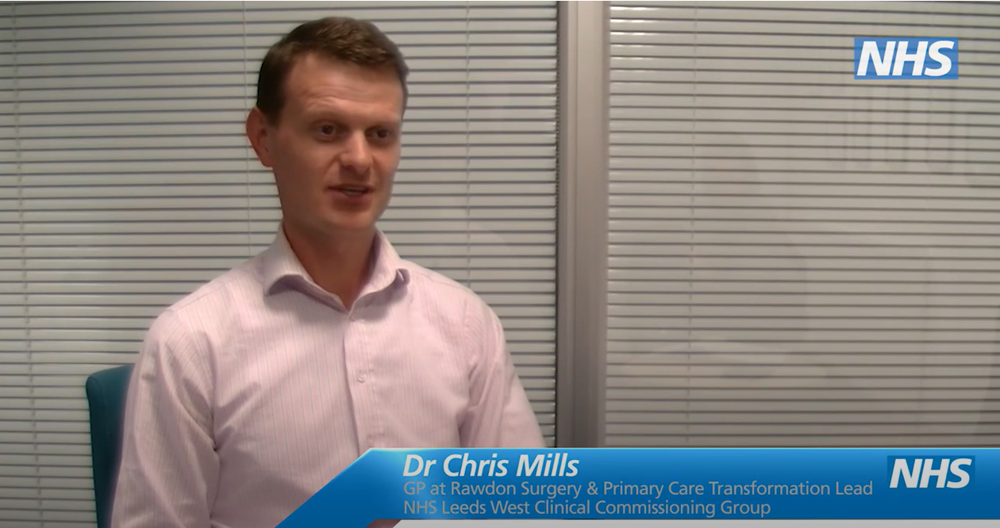 NHS
Dr Chris Mills
GP at Rawdon Surgery & Primary Care Transformation Lead
NHS Leeds West Clinical Commissioning Group
NHS